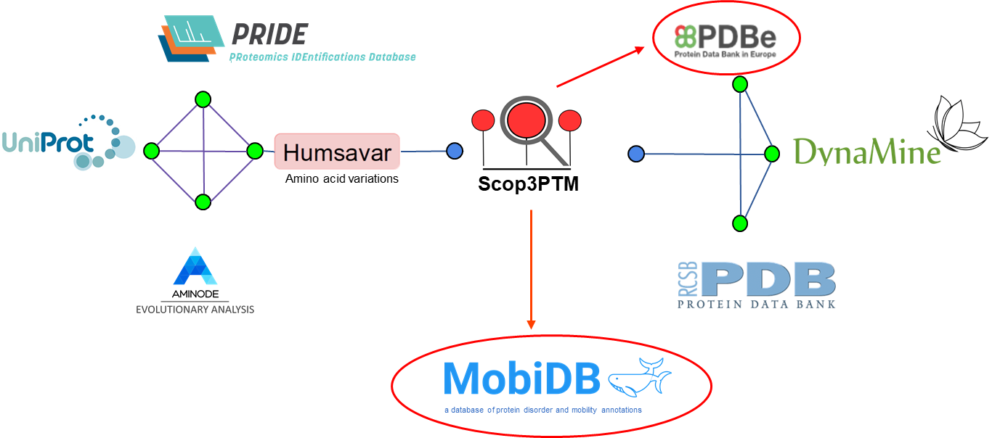 PRIDE
PRoteomics IDEntifications Database
PDBe
Protein Data Bank in Europe
UniProt
Humsavar
Amino acid variations
Scop3PTM
DynaMine
AMINODE
EVOLUTIONARY ANALYSIS
RCSB
PDB
PROTEIN DATA BANK
MobiDB
a database of protein disorder and mobility annotations